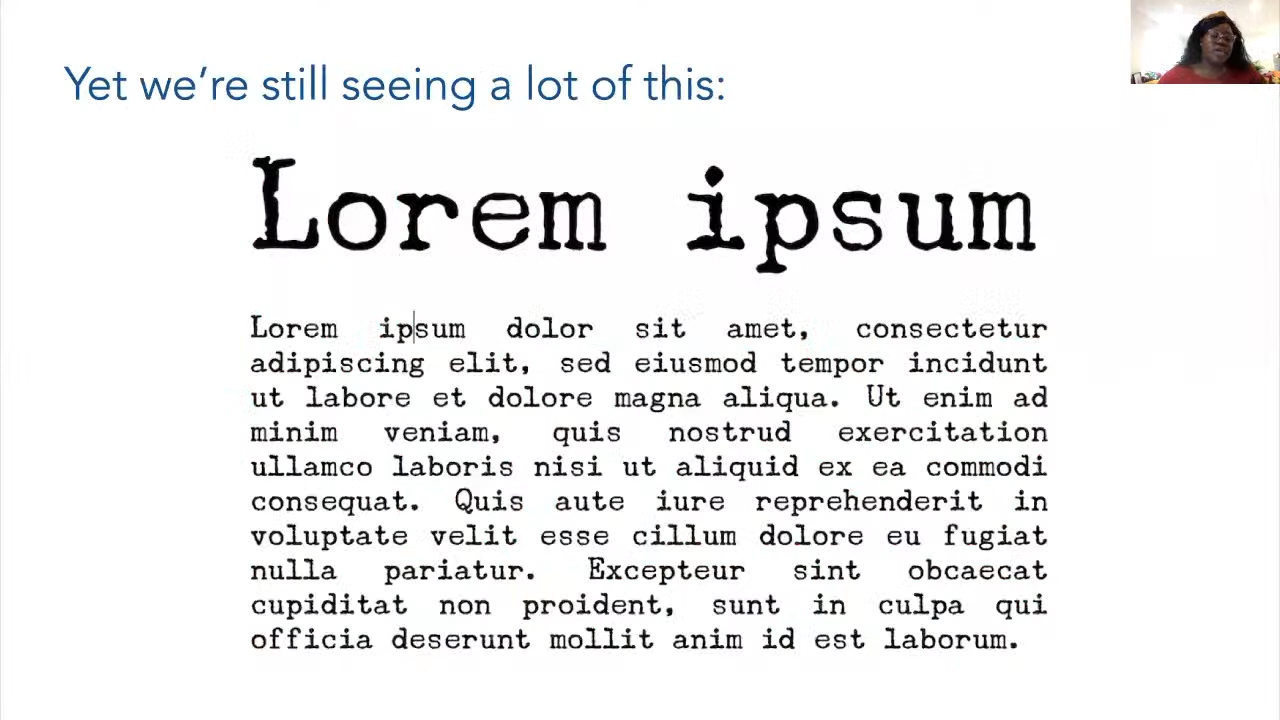 Yet we're still seeing a lot of this:
Lorem ipsum
Lorem ipsum dolor sit amet, consectetur
adipiscing elit, sed eiusmod tempor incidunt
ut labore et dolore magna aliqua. Ut enim ad
minim veniam, quis nostrud exercitation
ullamco laboris nisi ut aliquid ex ea commodi
consequat. Quis aute iure reprehenderit in
voluptate velit esse cillum dolore eu fugiat
nulla pariatur. Excepteur sint obcaecat
cupiditat non proident, sunt in culpa qui
officia deserunt mollit anim id est laborum.